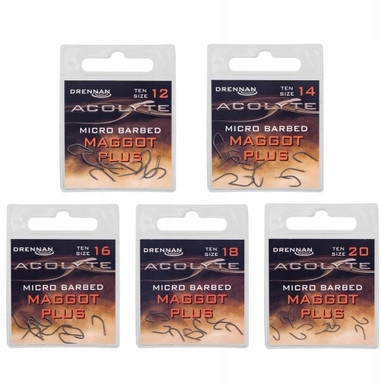 DRENNAN TEN SIZE 12
ACOLYTE
MICRO BARBED
MAGGOT
PLUS
DRENNAN TEN SIZE 14
ACOLYTE
MICRO BARBED
MAGGOT
PLUS
DRENNAN TEN SIZE 16
ACOLYTE
MICRO BARBED
MAGGOT
PLUS
DRENNAN TEN SIZE 18
ACOLYTE
MICRO BARBED
MAGGOT
PLUS
DRENNAN TEN SIZE 20
ACOLYTE
MICRO BARBED
MAGGOT
PLUS